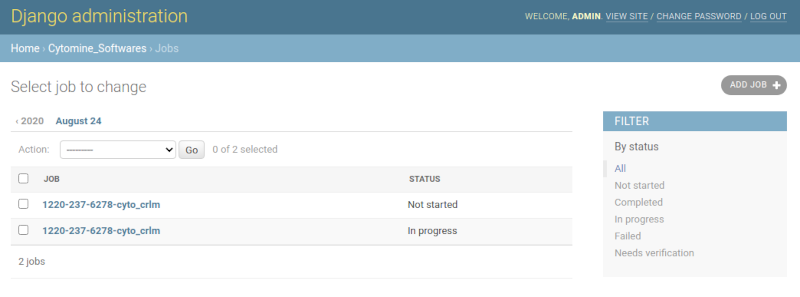 Django administration
WELCOME, ADMIN. VIEW SITE / CHANGE PASSWORD / LOG OUT
Home › Cytomine_Softwares › Jobs
Select job to change
ADD JOB +
‹ 2020 August 24
Action: --------- Go 0 of 2 selected
JOB STATUS
1220-237-6278-cyto_crlm Not started
1220-237-6278-cyto_crlm In progress
2 jobs
FILTER
By status
All
Not started
Completed
In progress
Failed
Needs verification